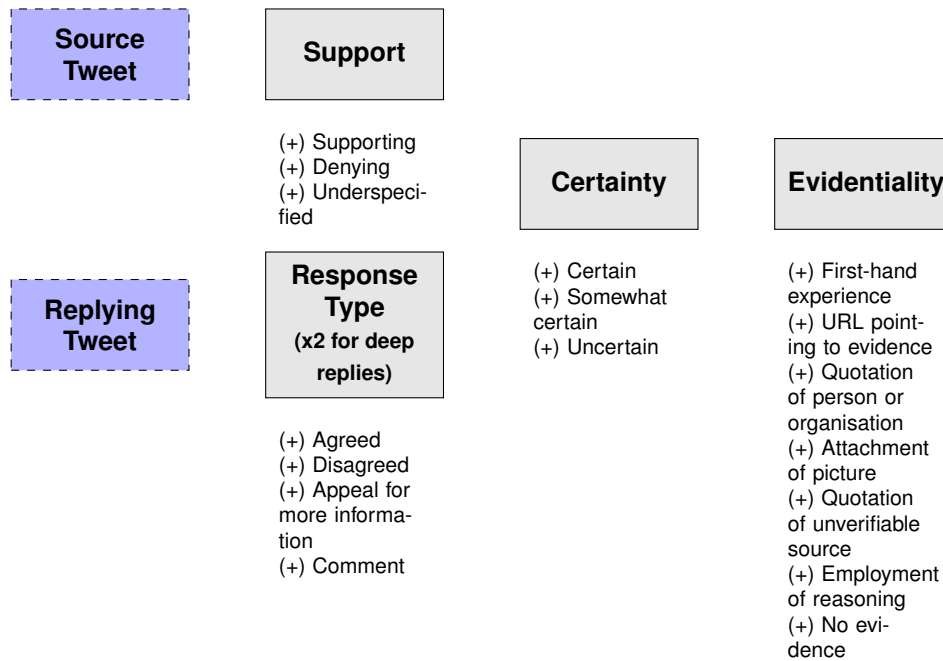 Source
Tweet
Support
(+) Supporting
(+) Denying
(+) Underspeci-
fied
Replying
Tweet
Response
Type
(x2 for deep
replies)
(+) Agreed
(+) Disagreed
(+) Appeal for
more informa-
tion
(+) Comment
Certainty
(+) Certain
(+) Somewhat
certain
(+) Uncertain
Evidentiality
(+) First-hand
experience
(+) URL point-
ing to evidence
(+) Quotation
of person or
organisation
(+) Attachment
of picture
(+) Quotation
of unverifiable
source
(+) Employment
of reasoning
(+) No evi-
dence